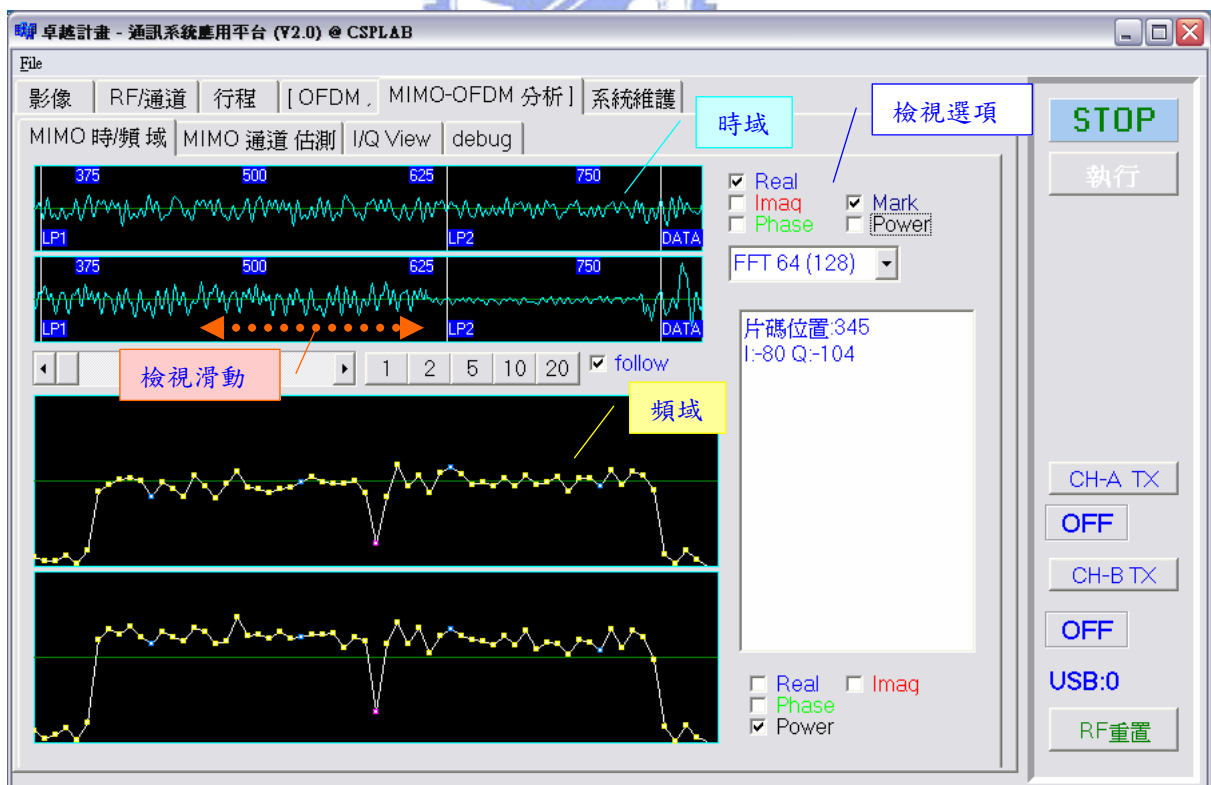 卓越計畫 - 通訊系統應用平台 (V2.0) @ CSPLAB
File
影像 RF/通道 行程 [ OFDM , MIMO-OFDM 分析 ] 系統維護
MIMO 時/頻 域 MIMO 通道 估測 I/Q View debug
時域
檢視選項
375 500 625 750
LP1 LP2 DATA
375 500 625 750
LP1 LP2 DATA
檢視滑動
1 2 5 10 20 follow
頻域
Real
Imag Mark
Phase Power
FFT 64 (128)
片碼位置:345
I:-80 Q:-104
Real Imag
Phase
Power
STOP
執行
CH-A TX
OFF
CH-B TX
OFF
USB:0
RF重置